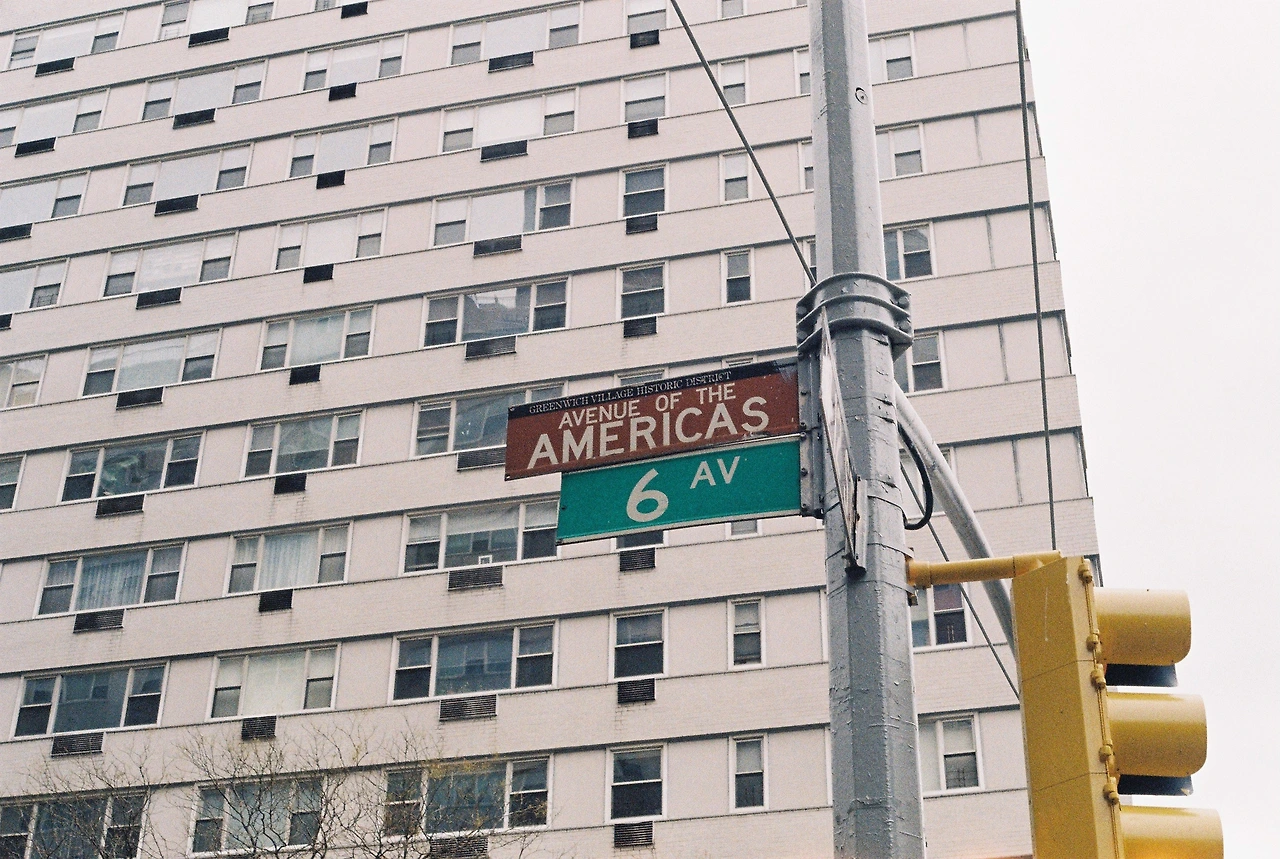 GREENWICH VILLAGE HISTORIC DISTRICT
AVENUE OF THE
AMERICAS
6 AV